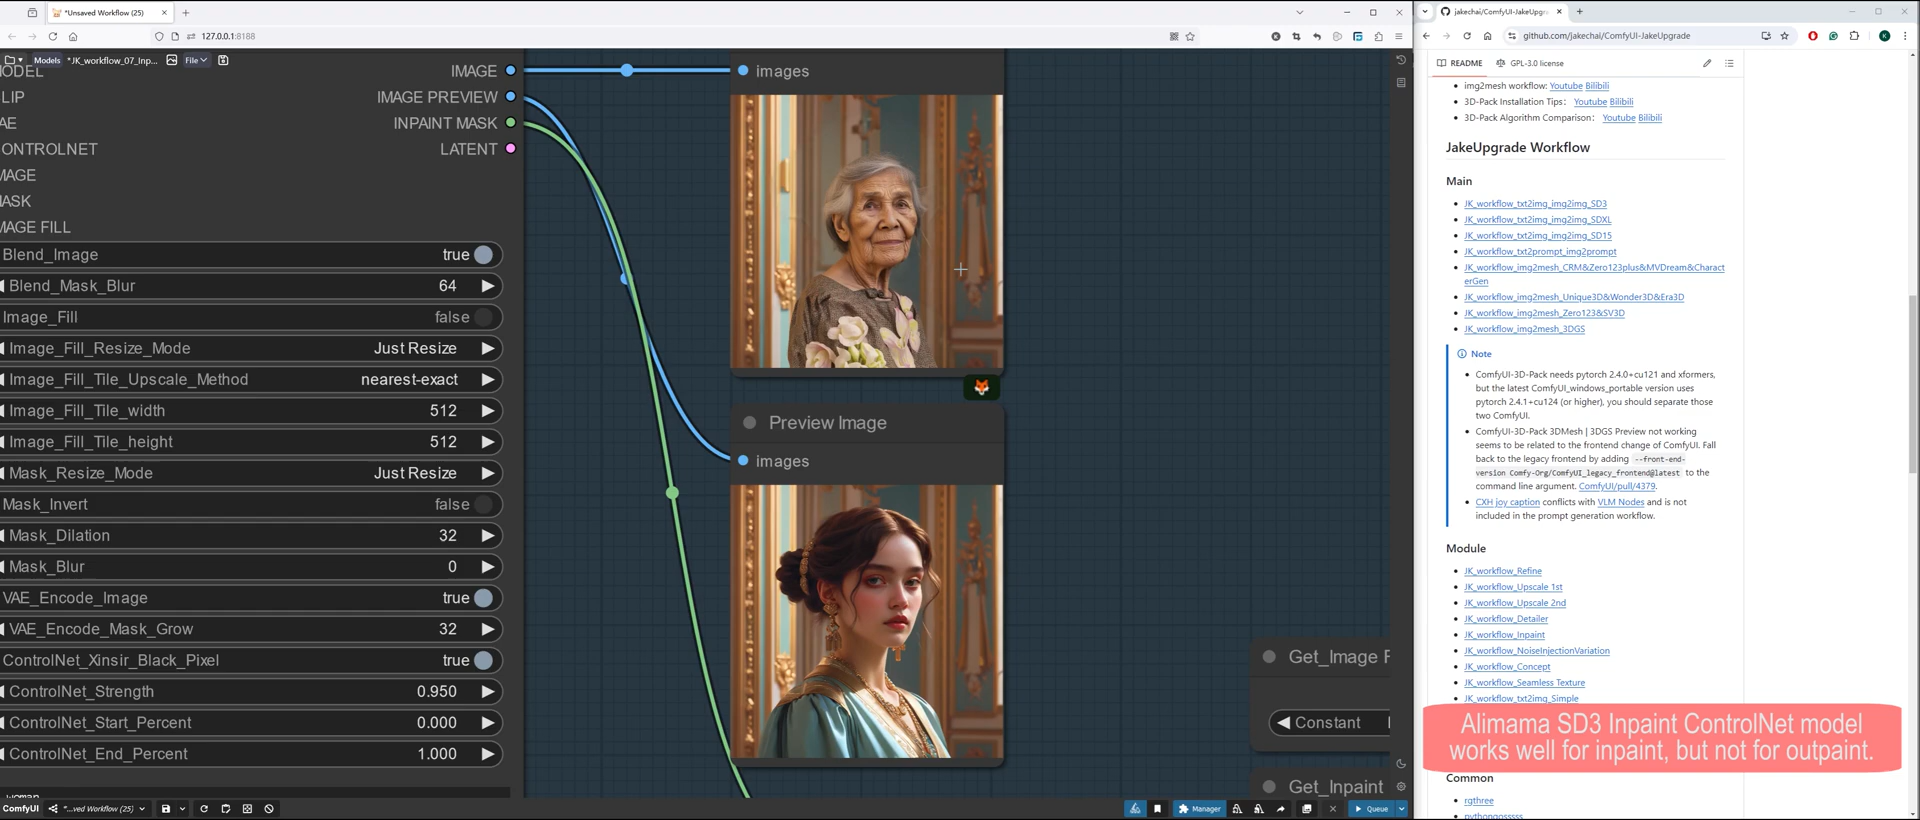 *Unsaved Workflow (25)
127.0.0.1:8188
Models
*JK_workflow_07_Inp...
File
ODEL
LIP
AE
ONTROLNET
MAGE
ASK
MAGE FILL
IMAGE
IMAGE PREVIEW
INPAINT MASK
LATENT
Blend_Image true
Blend_Mask_Blur 64
Image_Fill false
Image_Fill_Resize_Mode Just Resize
Image_Fill_Tile_Upscale_Method nearest-exact
Image_Fill_Tile_width 512
Image_Fill_Tile_height 512
Mask_Resize_Mode Just Resize
Mask_Invert false
Mask_Dilation 32
Mask_Blur 0
VAE_Encode_Image true
VAE_Encode_Mask_Grow 32
ControlNet_Xinsir_Black_Pixel true
ControlNet_Strength 0.950
ControlNet_Start_Percent 0.000
ControlNet_End_Percent 1.000
images
Preview Image
images
Get_Image F
Constant
Get_Inpaint
ComfyUI
*...ved Workflow (25)
Manager
Queue
jakechai/ComfyUI-JakeUpgr
github.com/jakechai/ComfyUI-JakeUpgrade
README
GPL-3.0 license
img2mesh workflow: Youtube Bilibili
3D-Pack Installation Tips： Youtube Bilibili
3D-Pack Algorithm Comparison： Youtube Bilibili
JakeUpgrade Workflow
Main
JK_workflow_txt2img_img2img_SD3
JK_workflow_txt2img_img2img_SDXL
JK_workflow_txt2img_img2img_SD15
JK_workflow_txt2prompt_img2prompt
JK_workflow_img2mesh_CRM&Zero123plus&MVDream&Charact
erGen
JK_workflow_img2mesh_Unique3D&Wonder3D&Era3D
JK_workflow_img2mesh_Zero123&SV3D
JK_workflow_img2mesh_3DGS
Note
ComfyUI-3D-Pack needs pytorch 2.4.0+cu121 and xformers,
but the latest ComfyUI_windows_portable version uses
pytorch 2.4.1+cu124 (or higher), you should separate those
two ComfyUI.
ComfyUI-3D-Pack 3DMesh | 3DGS Preview not working
seems to be related to the frontend change of ComfyUI. Fall
back to the legacy frontend by adding --front-end-
version Comfy-Org/ComfyUI_legacy_frontend@latest to the
command line argument. ComfyUI/pull/4379.
CXH joy caption conflicts with VLM Nodes and is not
included in the prompt generation workflow.
Module
JK_workflow_Refine
JK_workflow_Upscale 1st
JK_workflow_Upscale 2nd
JK_workflow_Detailer
JK_workflow_Inpaint
JK_workflow_NoiseInjectionVariation
JK_workflow_Concept
JK_workflow_Seamless Texture
JK_workflow_txt2img_Simple
Alimama SD3 Inpaint ControlNet model
works well for inpaint, but not for outpaint.
Common
rgthree
pythongosssss